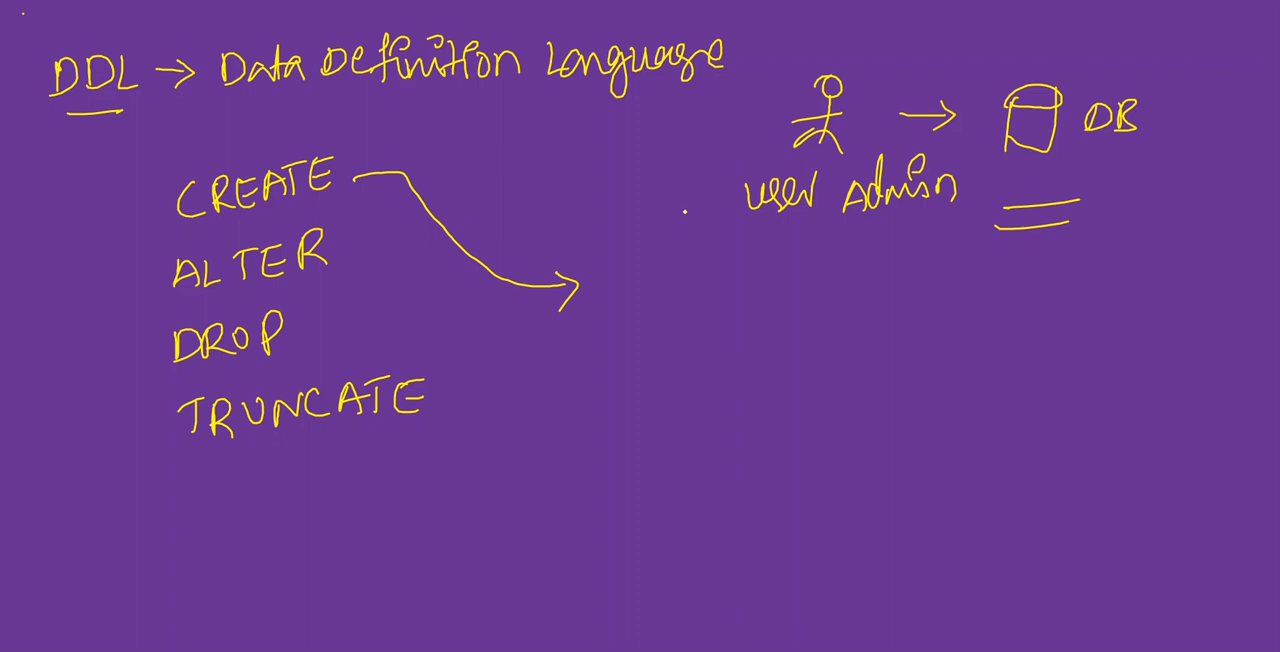 DDL → Data Definition Language
DB
User Admin
CREATE
ALTER
DROP
TRUNCATE